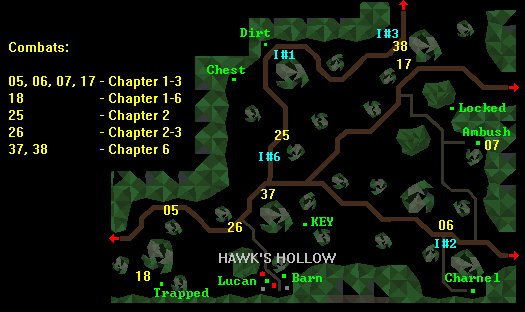 Combats:
05, 06, 07, 17 - Chapter 1-3
18 - Chapter 1-6
25 - Chapter 2
26 - Chapter 2-3
37, 38 - Chapter 6
Dirt
I#3
I#1
38
17
Chest
Locked
Ambush
07
25
I#6
37
05
26
KEY
06
I#2
HAWK'S HOLLOW
18
Trapped
Lucan
Barn
Charnel